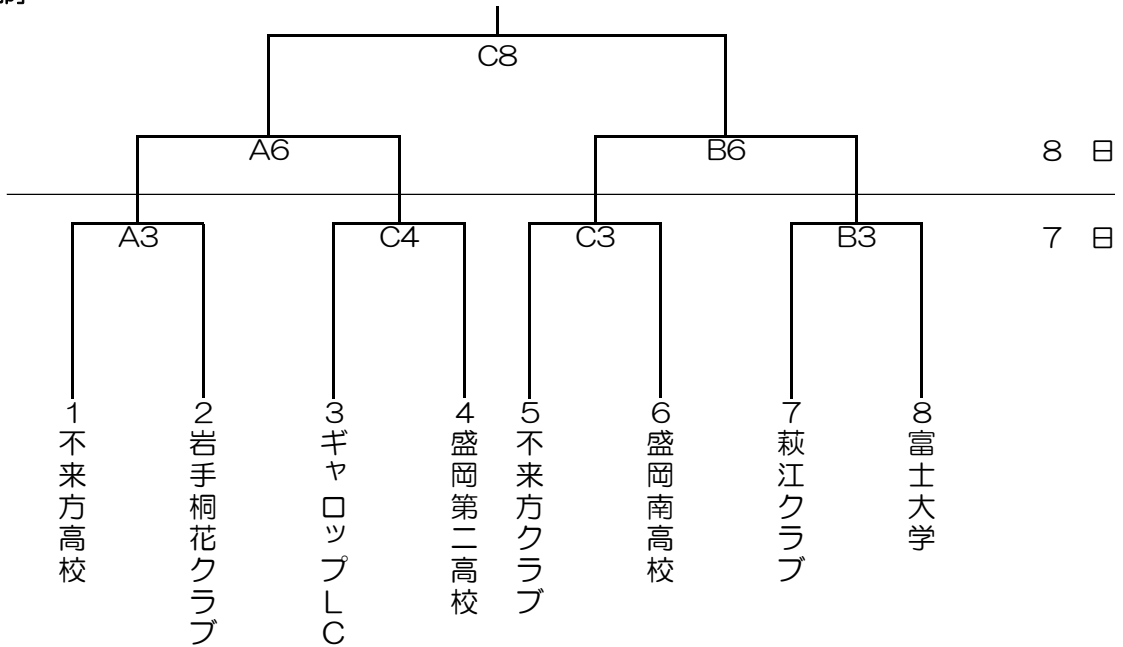 C8
A6
B6
8 日
A3
C4
C3
B3
7 日
1 不来方高校
2 岩手桐花クラブ
3 ギャロップLC
4 盛岡第二高校
5 不来方クラブ
6 盛岡南高校
7 萩江クラブ
8 富士大学